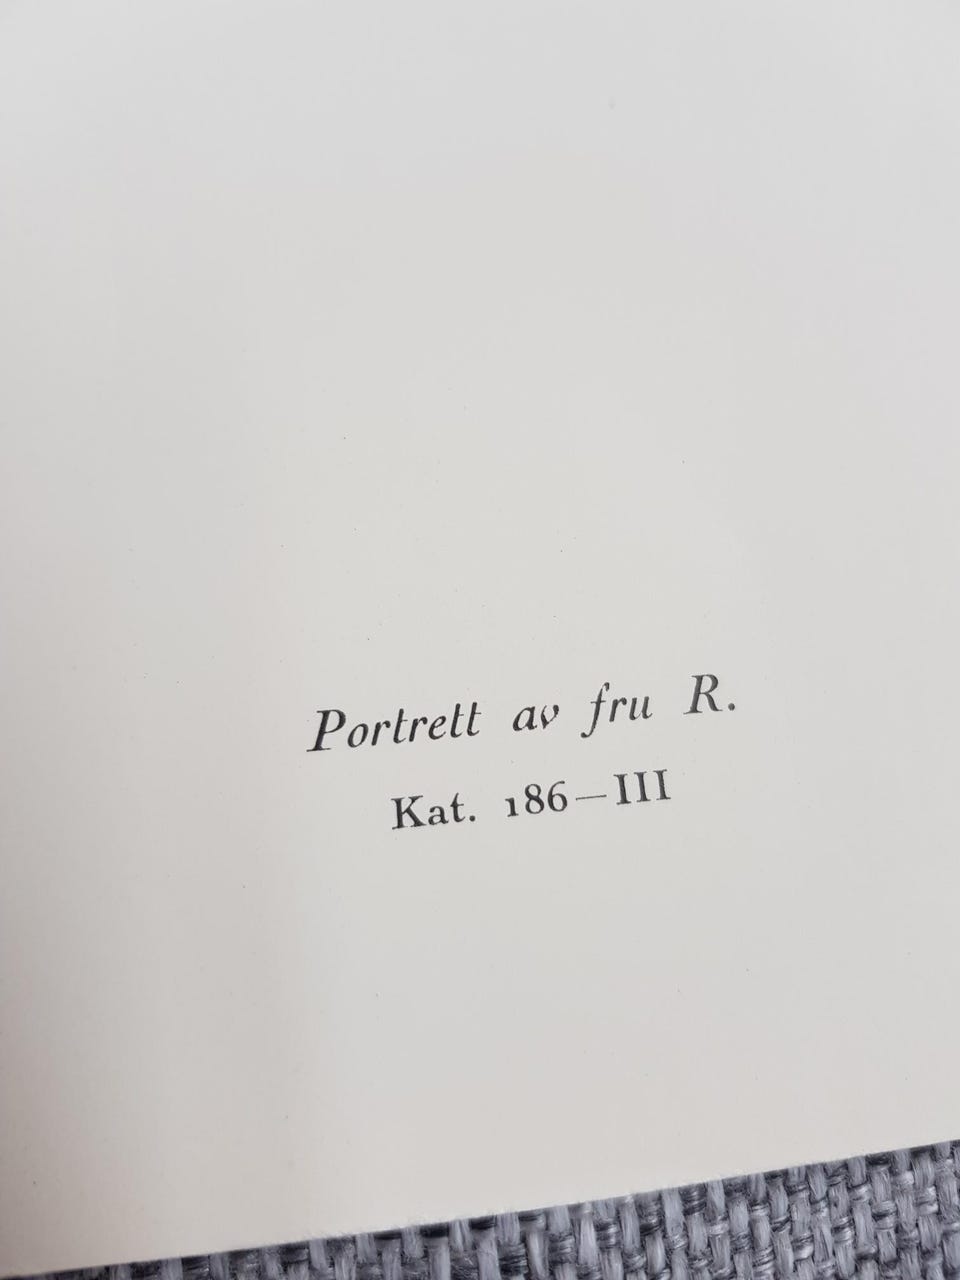 Portrett av fru R.
Kat. 186—III